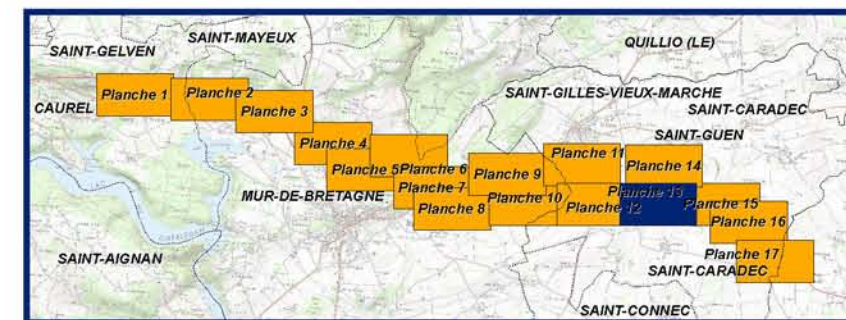 SAINT-GELVEN
SAINT-MAYEUX
QUILLIO (LE)
CAUREL
Planche 1
Planche 2
Planche 3
SAINT-GILLES-VIEUX-MARCHE
SAINT-CARADEC
Planche 4
SAINT-GUEN
Planche 5
Planche 6
Planche 9
Planche 11
Planche 14
MUR-DE-BRETAGNE
Planche 7
Planche 8
Planche 10
Planche 12
Planche 13
Planche 15
Planche 16
SAINT-AIGNAN
Planche 17
SAINT-CARADEC
SAINT-CONNEC